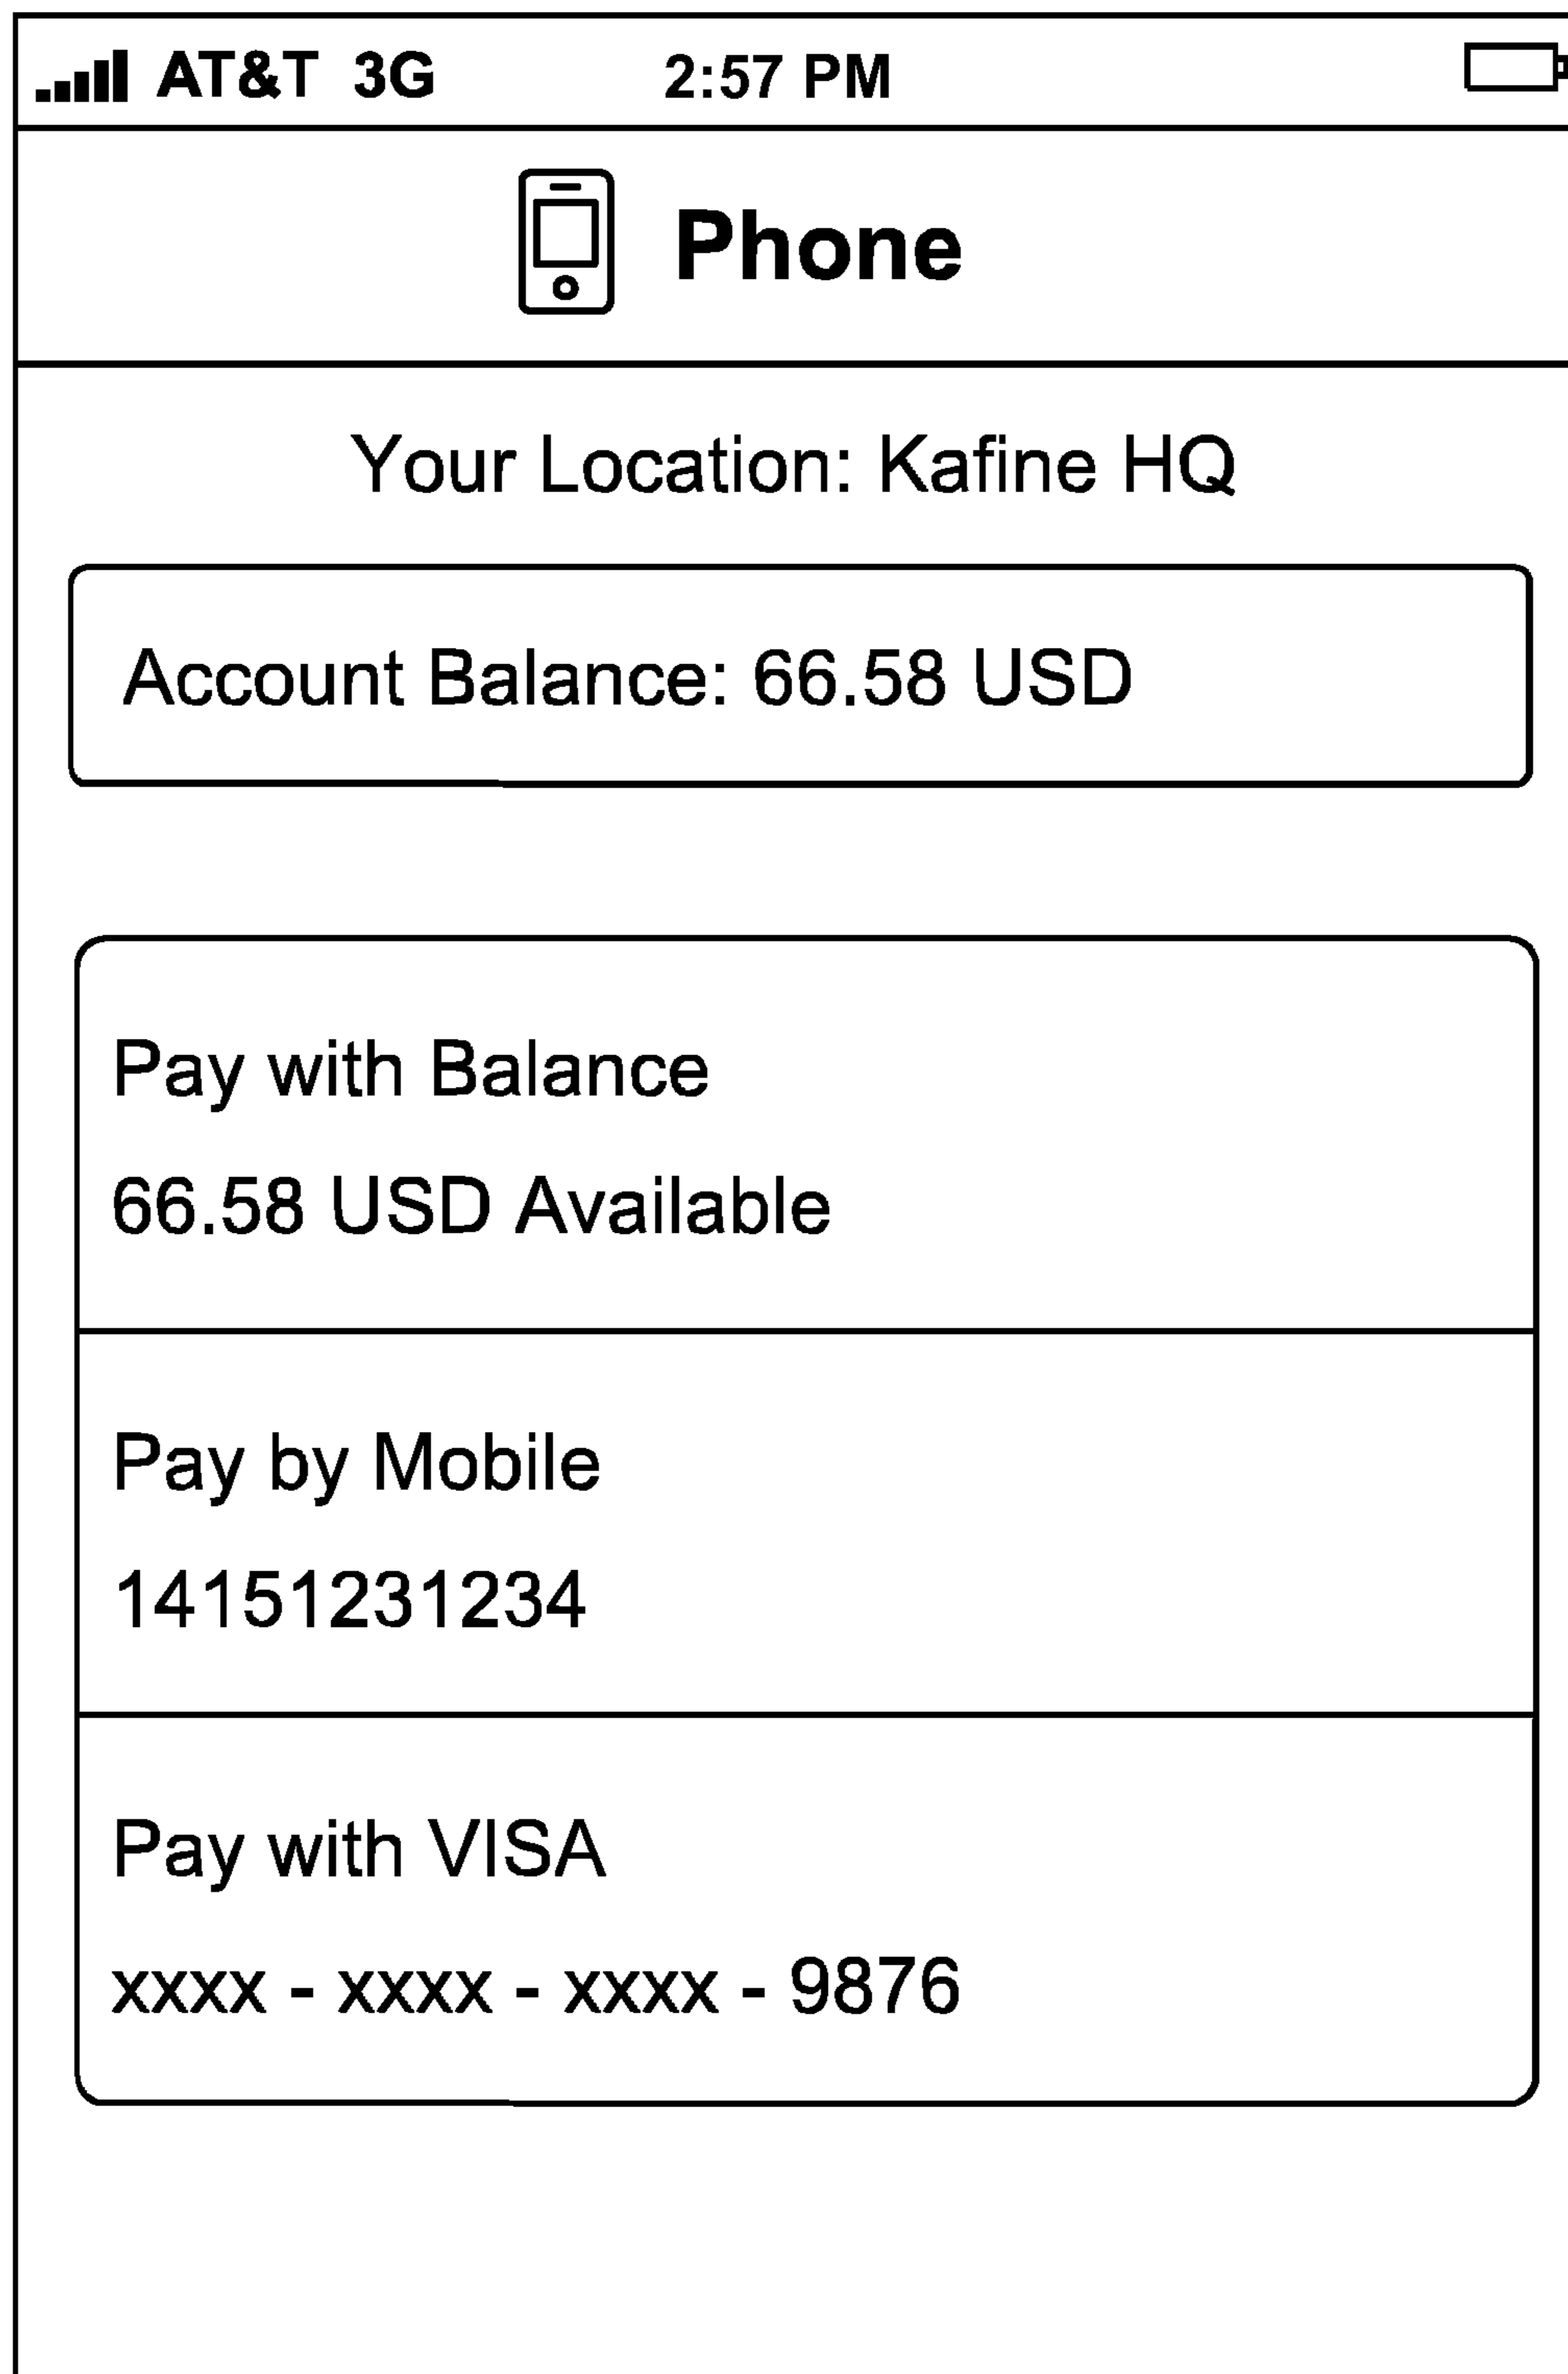 AT&T 3G 2:57 PM
Phone
Your Location: Kafine HQ
Account Balance: 66.58 USD
Pay with Balance
66.58 USD Available
Pay by Mobile
14151231234
Pay with VISA
xxxx - xxxx - xxxx - 9876